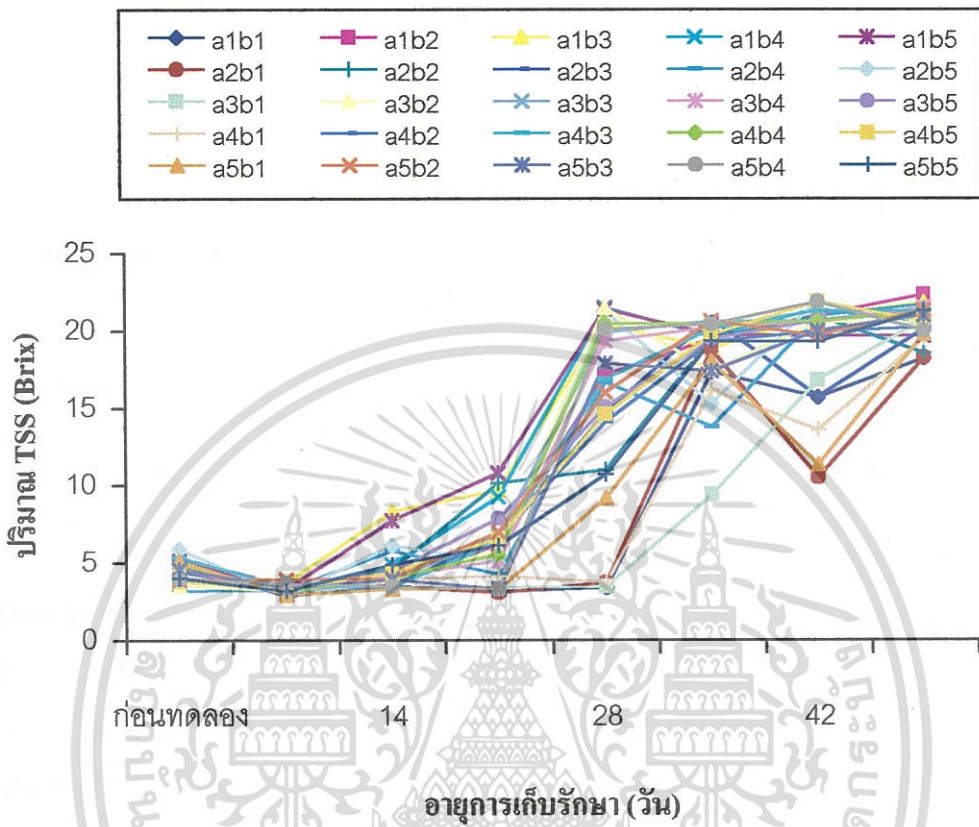 a1b1 a1b2 a1b3 a1b4 a1b5
a2b1 a2b2 a2b3 a2b4 a2b5
a3b1 a3b2 a3b3 a3b4 a3b5
a4b1 a4b2 a4b3 a4b4 a4b5
a5b1 a5b2 a5b3 a5b4 a5b5
ปริมาณ TSS (Brix)
25
20
15
10
5
0
ก่อนทดลอง 14 28 42
อายุการเก็บรักษา (วัน)